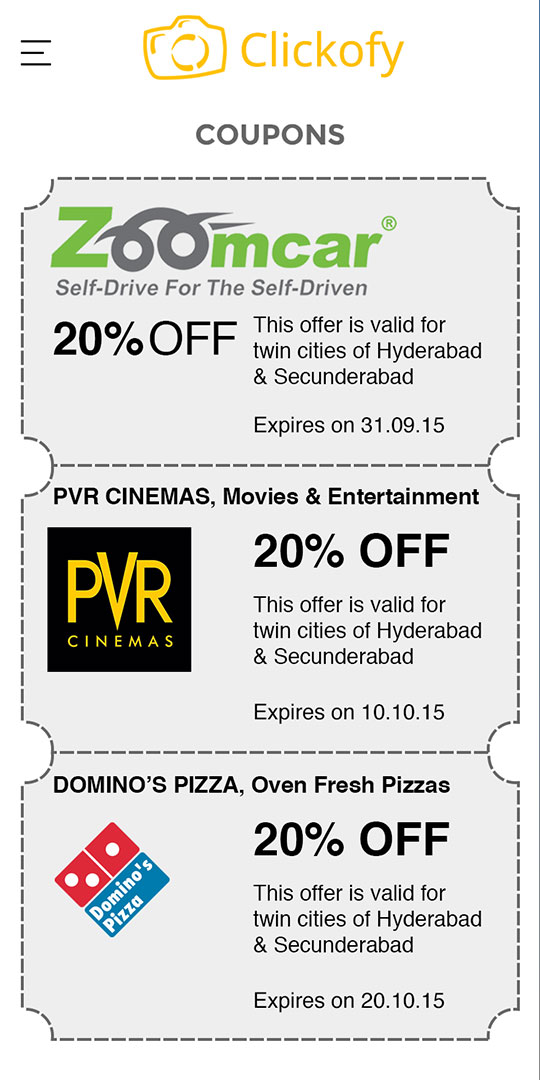 Clickofy
COUPONS
Zoomcar®
Self-Drive For The Self-Driven
20% OFF
This offer is valid for
twin cities of Hyderabad
& Secunderabad
Expires on 31.09.15
PVR CINEMAS, Movies & Entertainment
PVR
CINEMAS
20% OFF
This offer is valid for
twin cities of Hyderabad
& Secunderabad
Expires on 10.10.15
DOMINO’S PIZZA, Oven Fresh Pizzas
Domino's
Pizza
20% OFF
This offer is valid for
twin cities of Hyderabad
& Secunderabad
Expires on 20.10.15